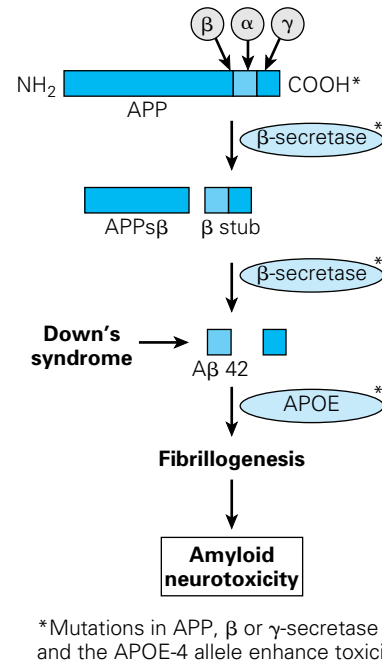 β α γ
NH2 COOH*
APP
β-secretase *
APPsβ β stub
β-secretase *
Down's
syndrome
Aβ 42
APOE *
Fibrillogenesis
Amyloid
neurotoxicity
*Mutations in APP, β or γ-secretase
and the APOE-4 allele enhance